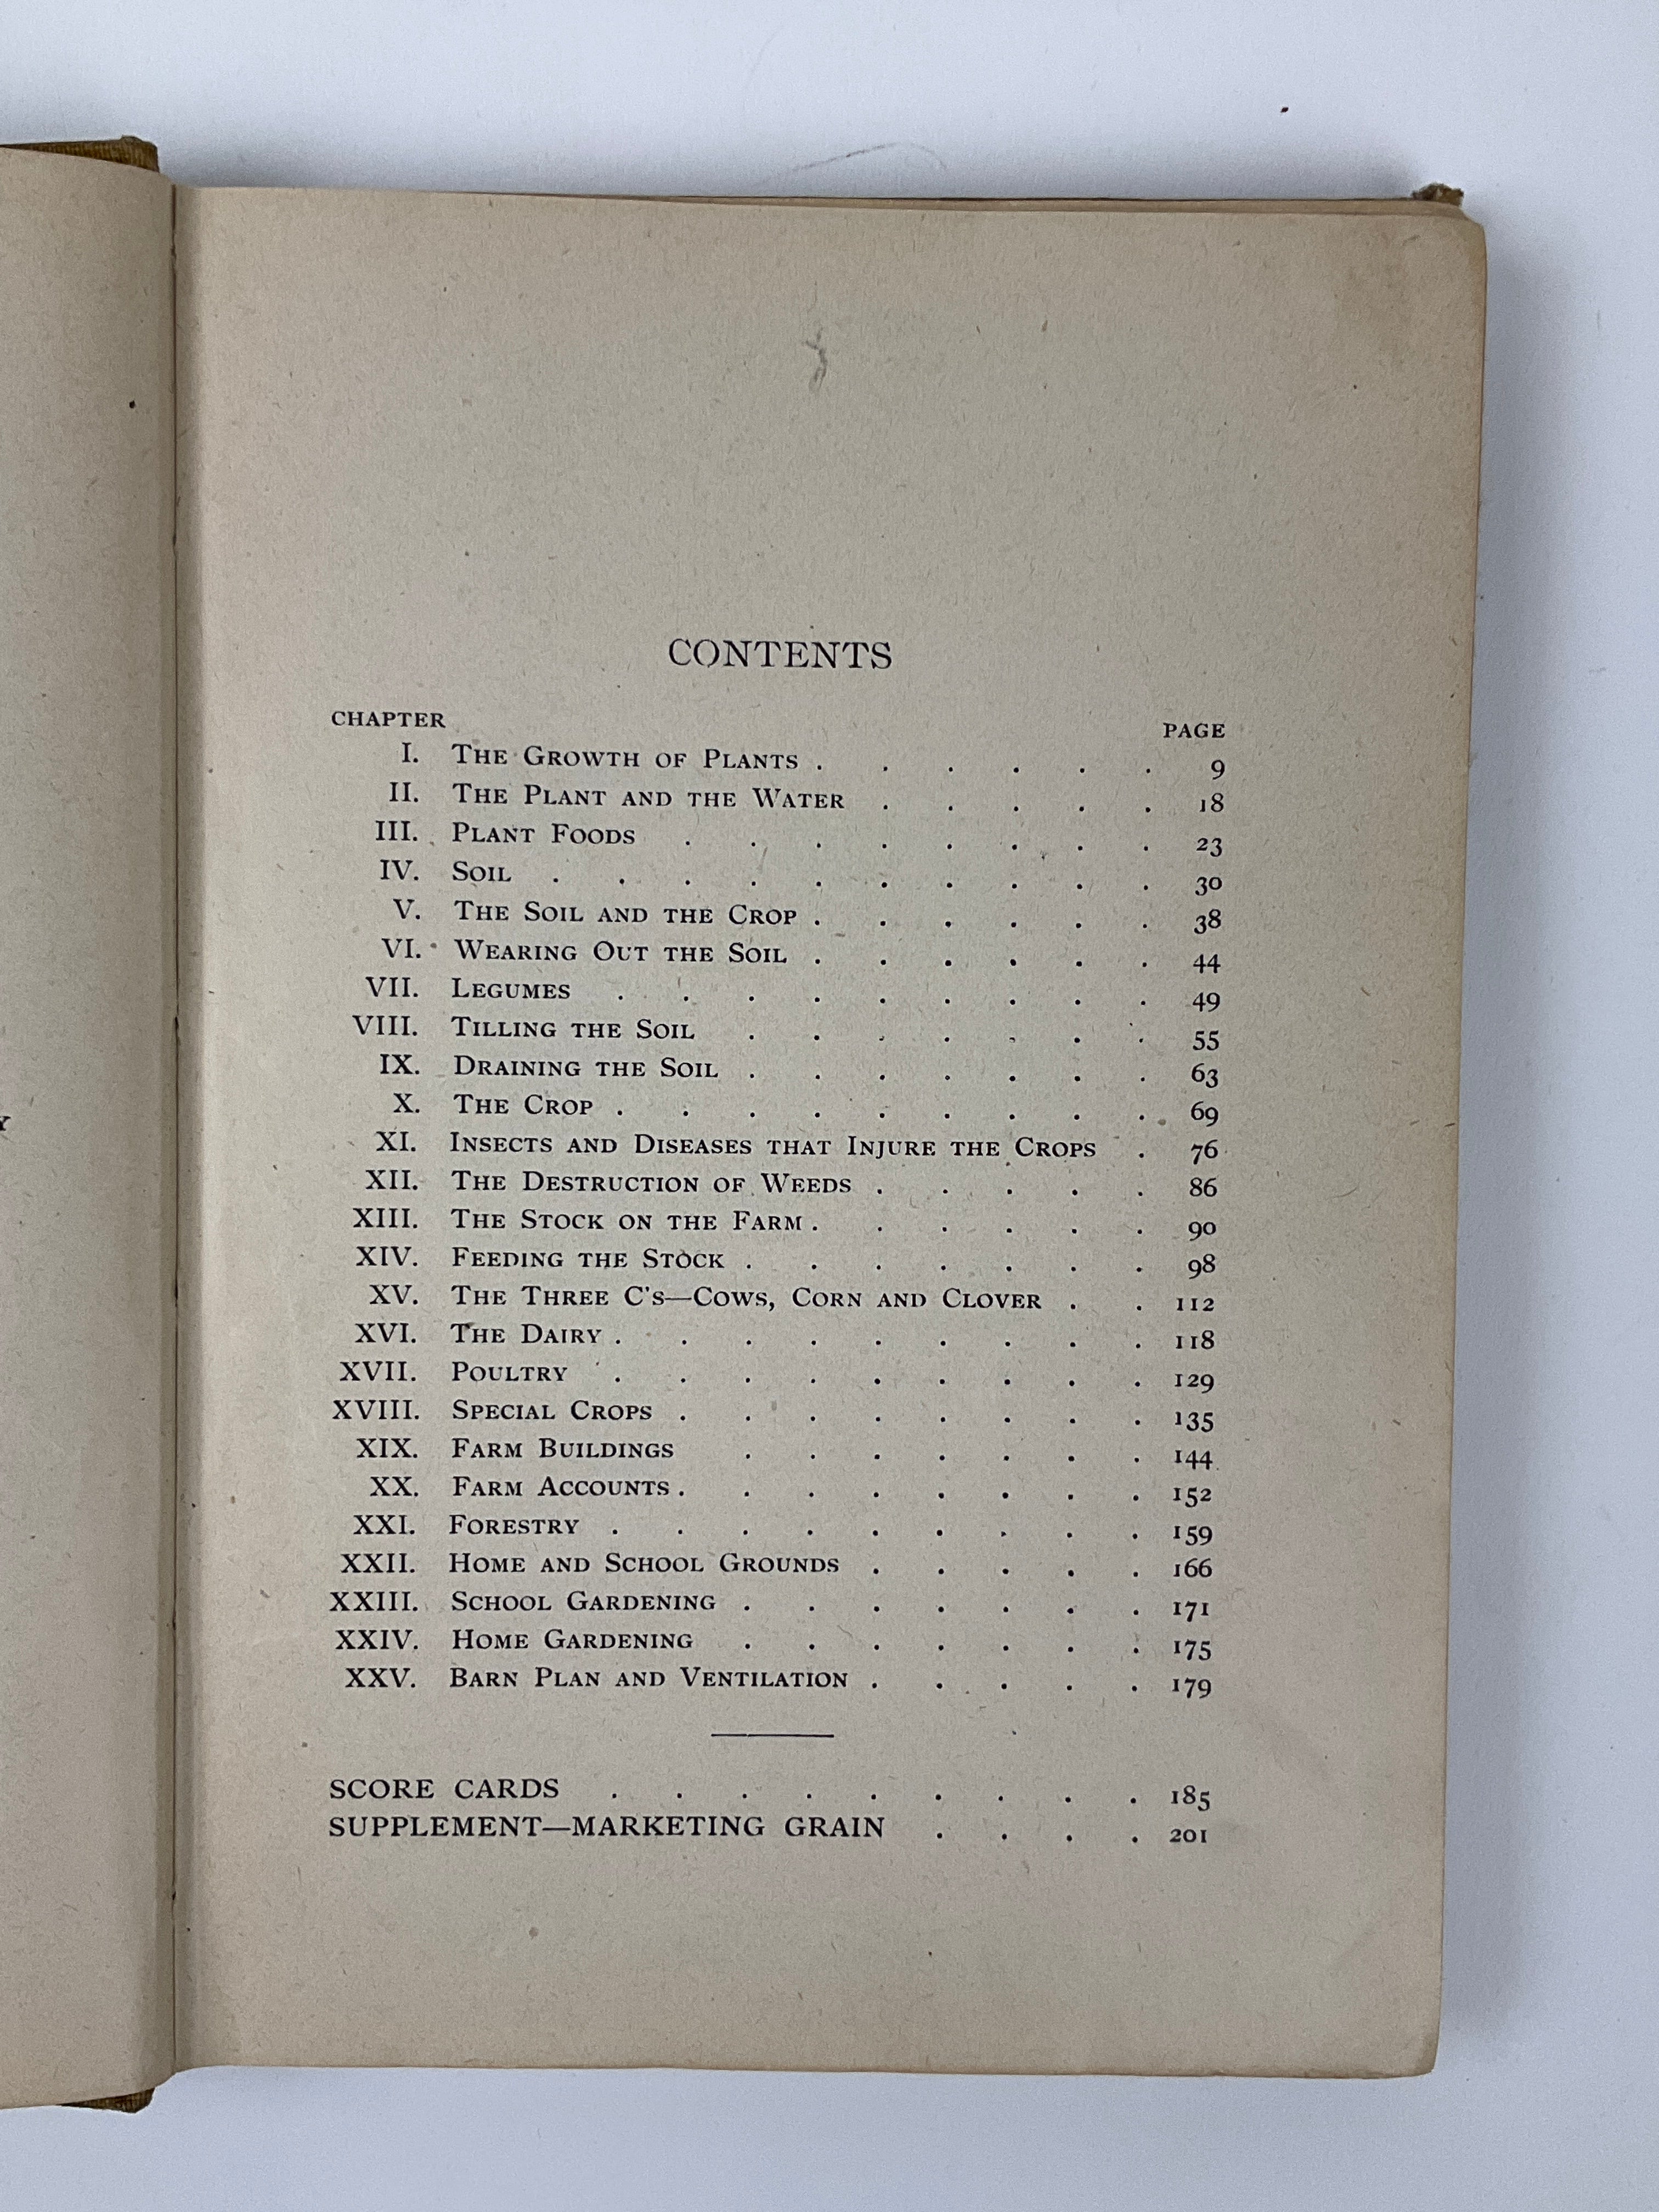 CONTENTS
CHAPTER PAGE
I. The Growth of Plants . . . . . . 9
II. The Plant and the Water . . . . . 18
III. Plant Foods . . . . . . . . 23
IV. Soil . . . . . . . . . . 30
V. The Soil and the Crop . . . . . . 38
VI. Wearing Out the Soil . . . . . . 44
VII. Legumes . . . . . . . . . 49
VIII. Tilling the Soil . . . . . . . 55
IX. Draining the Soil . . . . . . . 63
X. The Crop . . . . . . . . . 69
XI. Insects and Diseases that Injure the Crops . 76
XII. The Destruction of Weeds . . . . . 86
XIII. The Stock on the Farm . . . . . . 90
XIV. Feeding the Stock . . . . . . . 98
XV. The Three C's—Cows, Corn and Clover . . 112
XVI. The Dairy . . . . . . . . . 118
XVII. Poultry . . . . . . . . . 129
XVIII. Special Crops . . . . . . . . 135
XIX. Farm Buildings . . . . . . . 144
XX. Farm Accounts . . . . . . . . 152
XXI. Forestry . . . . . . . . . 159
XXII. Home and School Grounds . . . . . 166
XXIII. School Gardening . . . . . . . 171
XXIV. Home Gardening . . . . . . . 175
XXV. Barn Plan and Ventilation . . . . . 179
SCORE CARDS . . . . . . . . . 185
SUPPLEMENT—MARKETING GRAIN . . . . 201